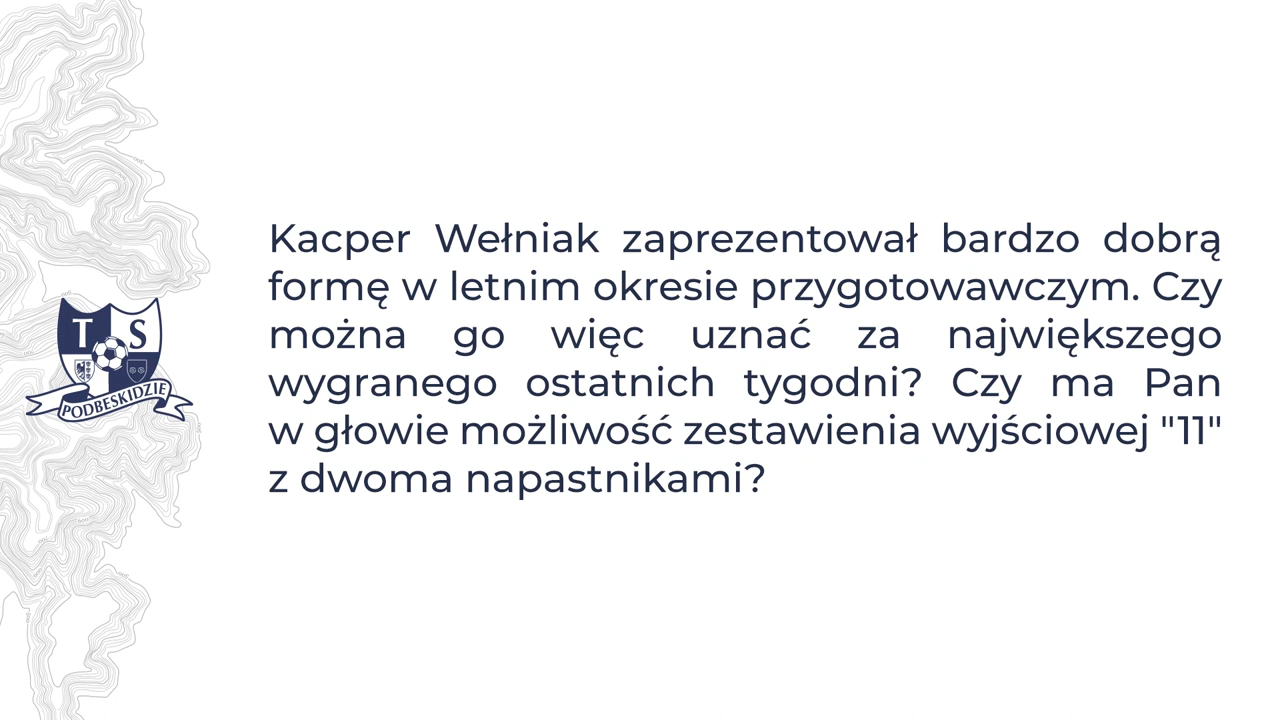 Kacper Wełniak zaprezentował bardzo dobrą
formę w letnim okresie przygotowawczym. Czy
można go więc uznać za największego
wygranego ostatnich tygodni? Czy ma Pan
w głowie możliwość zestawienia wyjściowej "11"
z dwoma napastnikami?
T S
PODBESKIDZIE